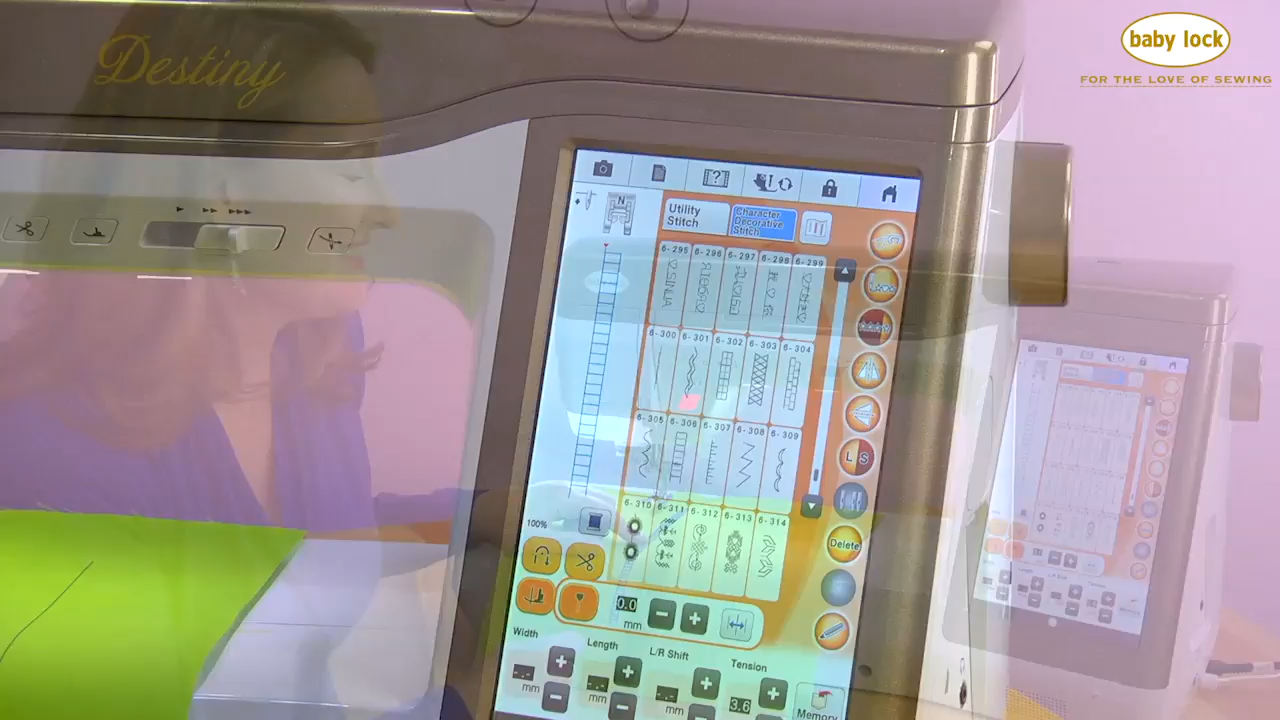 Destiny
baby lock
FOR THE LOVE OF SEWING
N
Utility
Stitch
Character
Decorative
Stitch
6-295 6-296 6-297 6-298 6-299
6-300 6-301 6-302 6-303 6-304
6-305 6-306 6-307 6-308 6-309
6-310 6-311 6-312 6-313 6-314
L S
100%
Delete
0.0
mm
Width Length L/R Shift Tension
mm mm mm 3.6
Memory